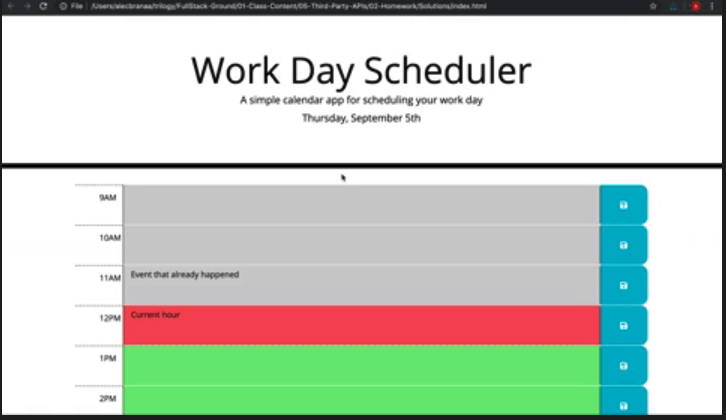 File | /Users/alecbranaa/trilogy/FullStack-Ground/01-Class-Content/05-Third-Party-APIs/02-Homework/Solutions/index.html
Work Day Scheduler
A simple calendar app for scheduling your work day
Thursday, September 5th
9AM
10AM
11AM Event that already happened
12PM Current hour
1PM
2PM